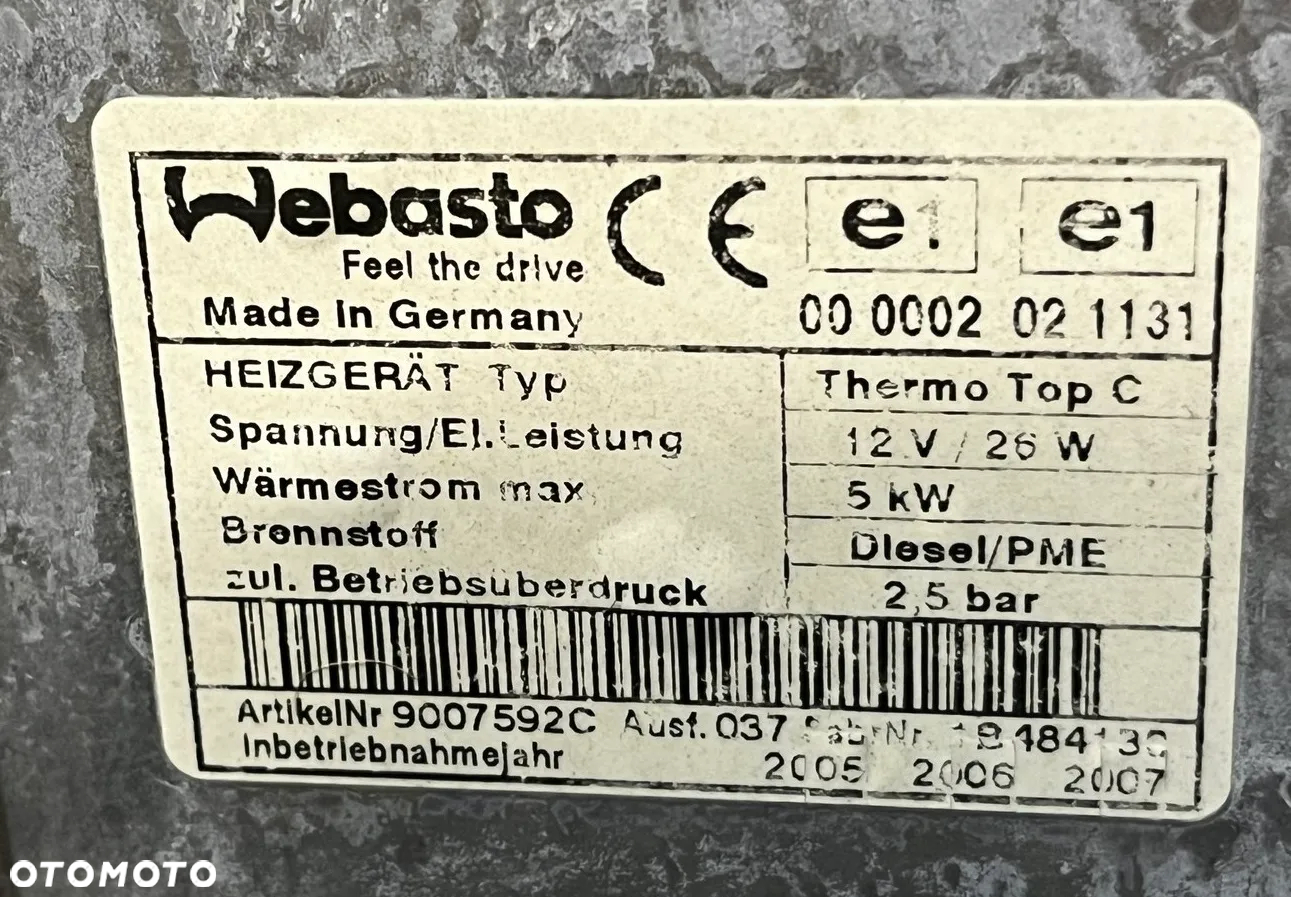 Webasto CE e1 e1
Feel the drive
Made In Germany 00 0002 02 1131
HEIZGERÄT Typ Thermo Top C
Spannung/El.Leistung 12 V / 26 W
Wärmestrom max. 5 kW
Brennstoff Diesel/PME
zul. Betriebsüberdruck 2,5 bar
ArtikelNr 9007592C Ausf. 037 Fabr.Nr.
Inbetriebnahmejahr 2005 2006 2007
OTOMOTO